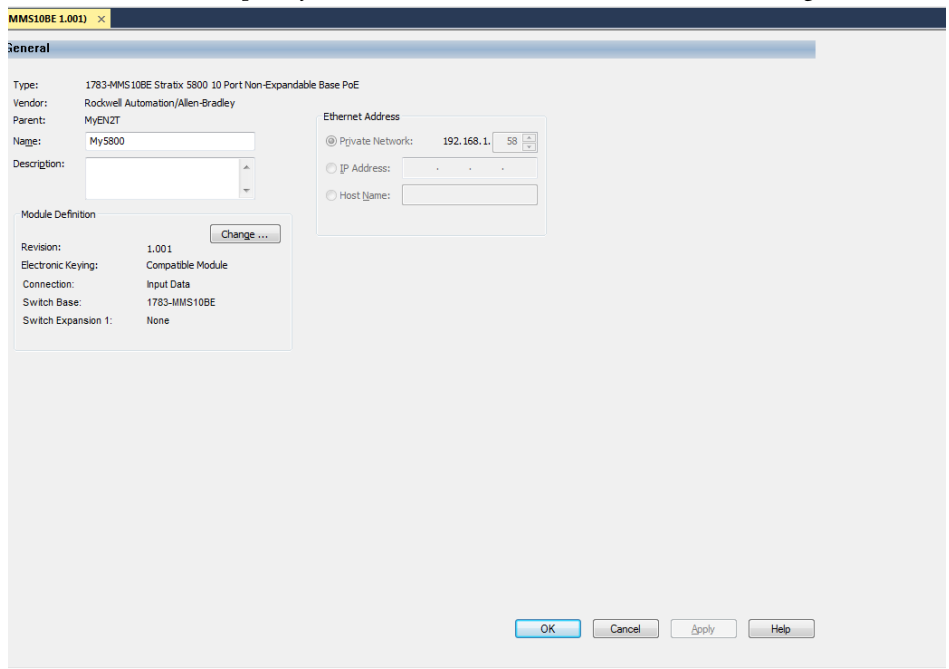 MMS10BE 1.001) ×
General
Type: 1783-MMS10BE Stratix 5800 10 Port Non-Expandable Base PoE
Vendor: Rockwell Automation/Allen-Bradley
Parent: MyEN2T
Name: My5800
Description:
Ethernet Address
Private Network: 192.168.1. 58
IP Address: . . .
Host Name:
Module Definition
Change ...
Revision: 1.001
Electronic Keying: Compatible Module
Connection: Input Data
Switch Base: 1783-MMS10BE
Switch Expansion 1: None
OK Cancel Apply Help